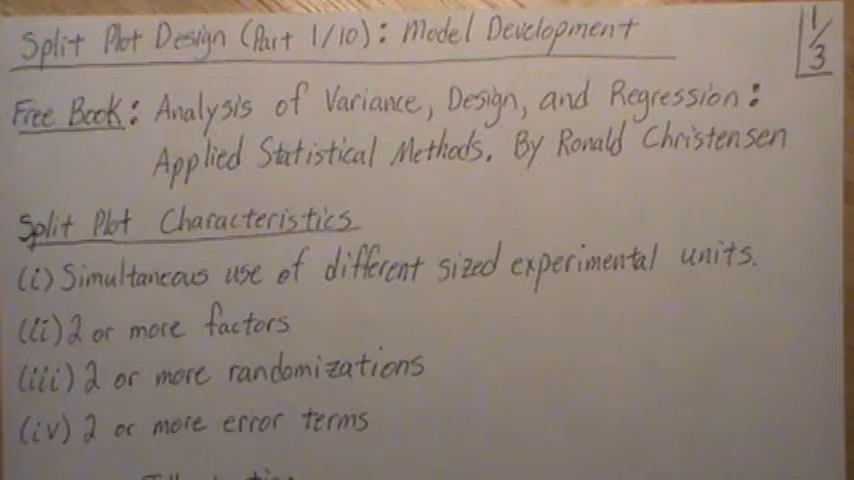 Split Plot Design (Part 1/10): Model Development
1/3
Free Book: Analysis of Variance, Design, and Regression:
Applied Statistical Methods. By Ronald Christensen
Split Plot Characteristics
(i) Simultaneous use of different sized experimental units.
(ii) 2 or more factors
(iii) 2 or more randomizations
(iv) 2 or more error terms